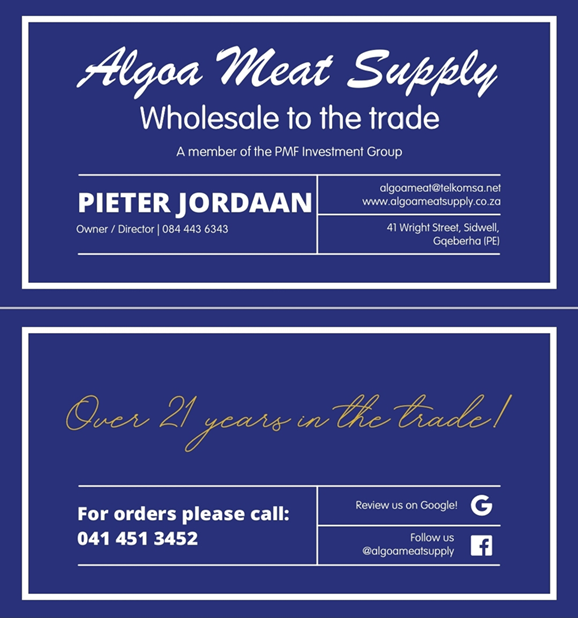 Algoa Meat Supply
Wholesale to the trade
A member of the PMF Investment Group
PIETER JORDAAN
Owner / Director | 084 443 6343
algoameat@telkomsa.net
www.algoameatsupply.co.za
41 Wright Street, Sidwell,
Gqeberha (PE)
Over 21 years in the trade!
For orders please call:
041 451 3452
Review us on Google! G
Follow us
@algoameatsupply f